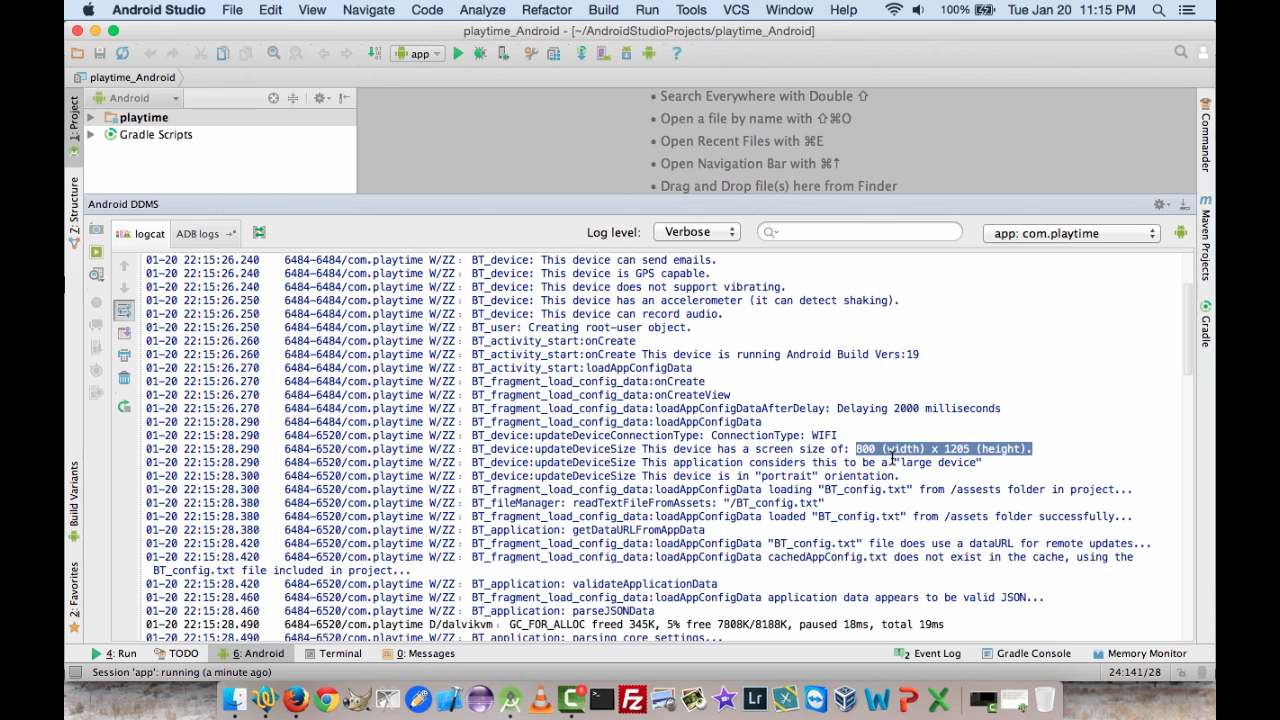 Android Studio File Edit View Navigate Code Analyze Refactor Build Run Tools VCS Window Help 100% Tue Jan 20 11:15 PM
playtime_Android - [~/AndroidStudioProjects/playtime_Android]
app
playtime_Android
1: Project
Z: Structure
Build Variants
2: Favorites
Android
playtime
Gradle Scripts
• Search Everywhere with Double ⇧
• Open a file by name with ⇧⌘O
• Open Recent Files with ⌘E
• Open Navigation Bar with ⌘↑
• Drag and Drop file(s) here from Finder
Commander
Maven Projects
Gradle
Android DDMS
logcat ADB logs →* Log level: Verbose app: com.playtime
01-20 22:15:26.240 6484-6484/com.playtime W/ZZ: BT_device: This device can send emails.
01-20 22:15:26.240 6484-6484/com.playtime W/ZZ: BT_device: This device is GPS capable.
01-20 22:15:26.240 6484-6484/com.playtime W/ZZ: BT_device: This device does not support vibrating.
01-20 22:15:26.250 6484-6484/com.playtime W/ZZ: BT_device: This device has an accelerometer (it can detect shaking).
01-20 22:15:26.250 6484-6484/com.playtime W/ZZ: BT_device: This device can record audio.
01-20 22:15:26.250 6484-6484/com.playtime W/ZZ: BT_user: Creating root-user object.
01-20 22:15:26.260 6484-6484/com.playtime W/ZZ: BT_activity_start:onCreate
01-20 22:15:26.260 6484-6484/com.playtime W/ZZ: BT_activity_start:onCreate This device is running Android Build Vers:19
01-20 22:15:26.270 6484-6484/com.playtime W/ZZ: BT_activity_start:loadAppConfigData
01-20 22:15:26.270 6484-6484/com.playtime W/ZZ: BT_fragment_load_config_data:onCreate
01-20 22:15:26.270 6484-6484/com.playtime W/ZZ: BT_fragment_load_config_data:onCreateView
01-20 22:15:26.270 6484-6484/com.playtime W/ZZ: BT_fragment_load_config_data:loadAppConfigDataAfterDelay: Delaying 2000 milliseconds
01-20 22:15:28.290 6484-6484/com.playtime W/ZZ: BT_fragment_load_config_data:loadAppConfigData
01-20 22:15:28.290 6484-6520/com.playtime W/ZZ: BT_device:updateDeviceConnectionType: ConnectionType: WIFI
01-20 22:15:28.290 6484-6520/com.playtime W/ZZ: BT_device:updateDeviceSize This device has a screen size of: 800 (width) x 1205 (height).
01-20 22:15:28.290 6484-6520/com.playtime W/ZZ: BT_device:updateDeviceSize This application considers this to be a "large device"
01-20 22:15:28.300 6484-6520/com.playtime W/ZZ: BT_device:updateDeviceSize This device is in "portrait" orientation.
01-20 22:15:28.300 6484-6520/com.playtime W/ZZ: BT_fragment_load_config_data:loadAppConfigData loading "BT_config.txt" from /assests folder in project...
01-20 22:15:28.380 6484-6520/com.playtime W/ZZ: BT_fileManager: readTextFileFromAssets: "/BT_config.txt"
01-20 22:15:28.380 6484-6520/com.playtime W/ZZ: BT_fragment_load_config_data:loadAppConfigData loaded "BT_config.txt" from /assets folder successfully...
01-20 22:15:28.380 6484-6520/com.playtime W/ZZ: BT_application: getDataURLFromAppData
01-20 22:15:28.420 6484-6520/com.playtime W/ZZ: BT_fragment_load_config_data:loadAppConfigData "BT_config.txt" file does use a dataURL for remote updates...
01-20 22:15:28.420 6484-6520/com.playtime W/ZZ: BT_fragment_load_config_data:loadAppConfigData cachedAppConfig.txt does not exist in the cache, using the
BT_config.txt file included in project...
01-20 22:15:28.420 6484-6520/com.playtime W/ZZ: BT_application: validateApplicationData
01-20 22:15:28.460 6484-6520/com.playtime W/ZZ: BT_fragment_load_config_data:loadAppConfigData application data appears to be valid JSON...
01-20 22:15:28.460 6484-6520/com.playtime W/ZZ: BT_application: parseJSONData
01-20 22:15:28.490 6484-6520/com.playtime D/dalvikvm: GC_FOR_ALLOC freed 345K, 5% free 7808K/8188K, paused 18ms, total 19ms
01-20 22:15:28.490 6484-6520/com.playtime W/ZZ: BT_application: parsing core settings...
4: Run TODO 6: Android Terminal 0: Messages 2 Event Log Gradle Console Memory Monitor
Session 'app': running (a minute ago) 24:141/28
Lr
FZ
W P X